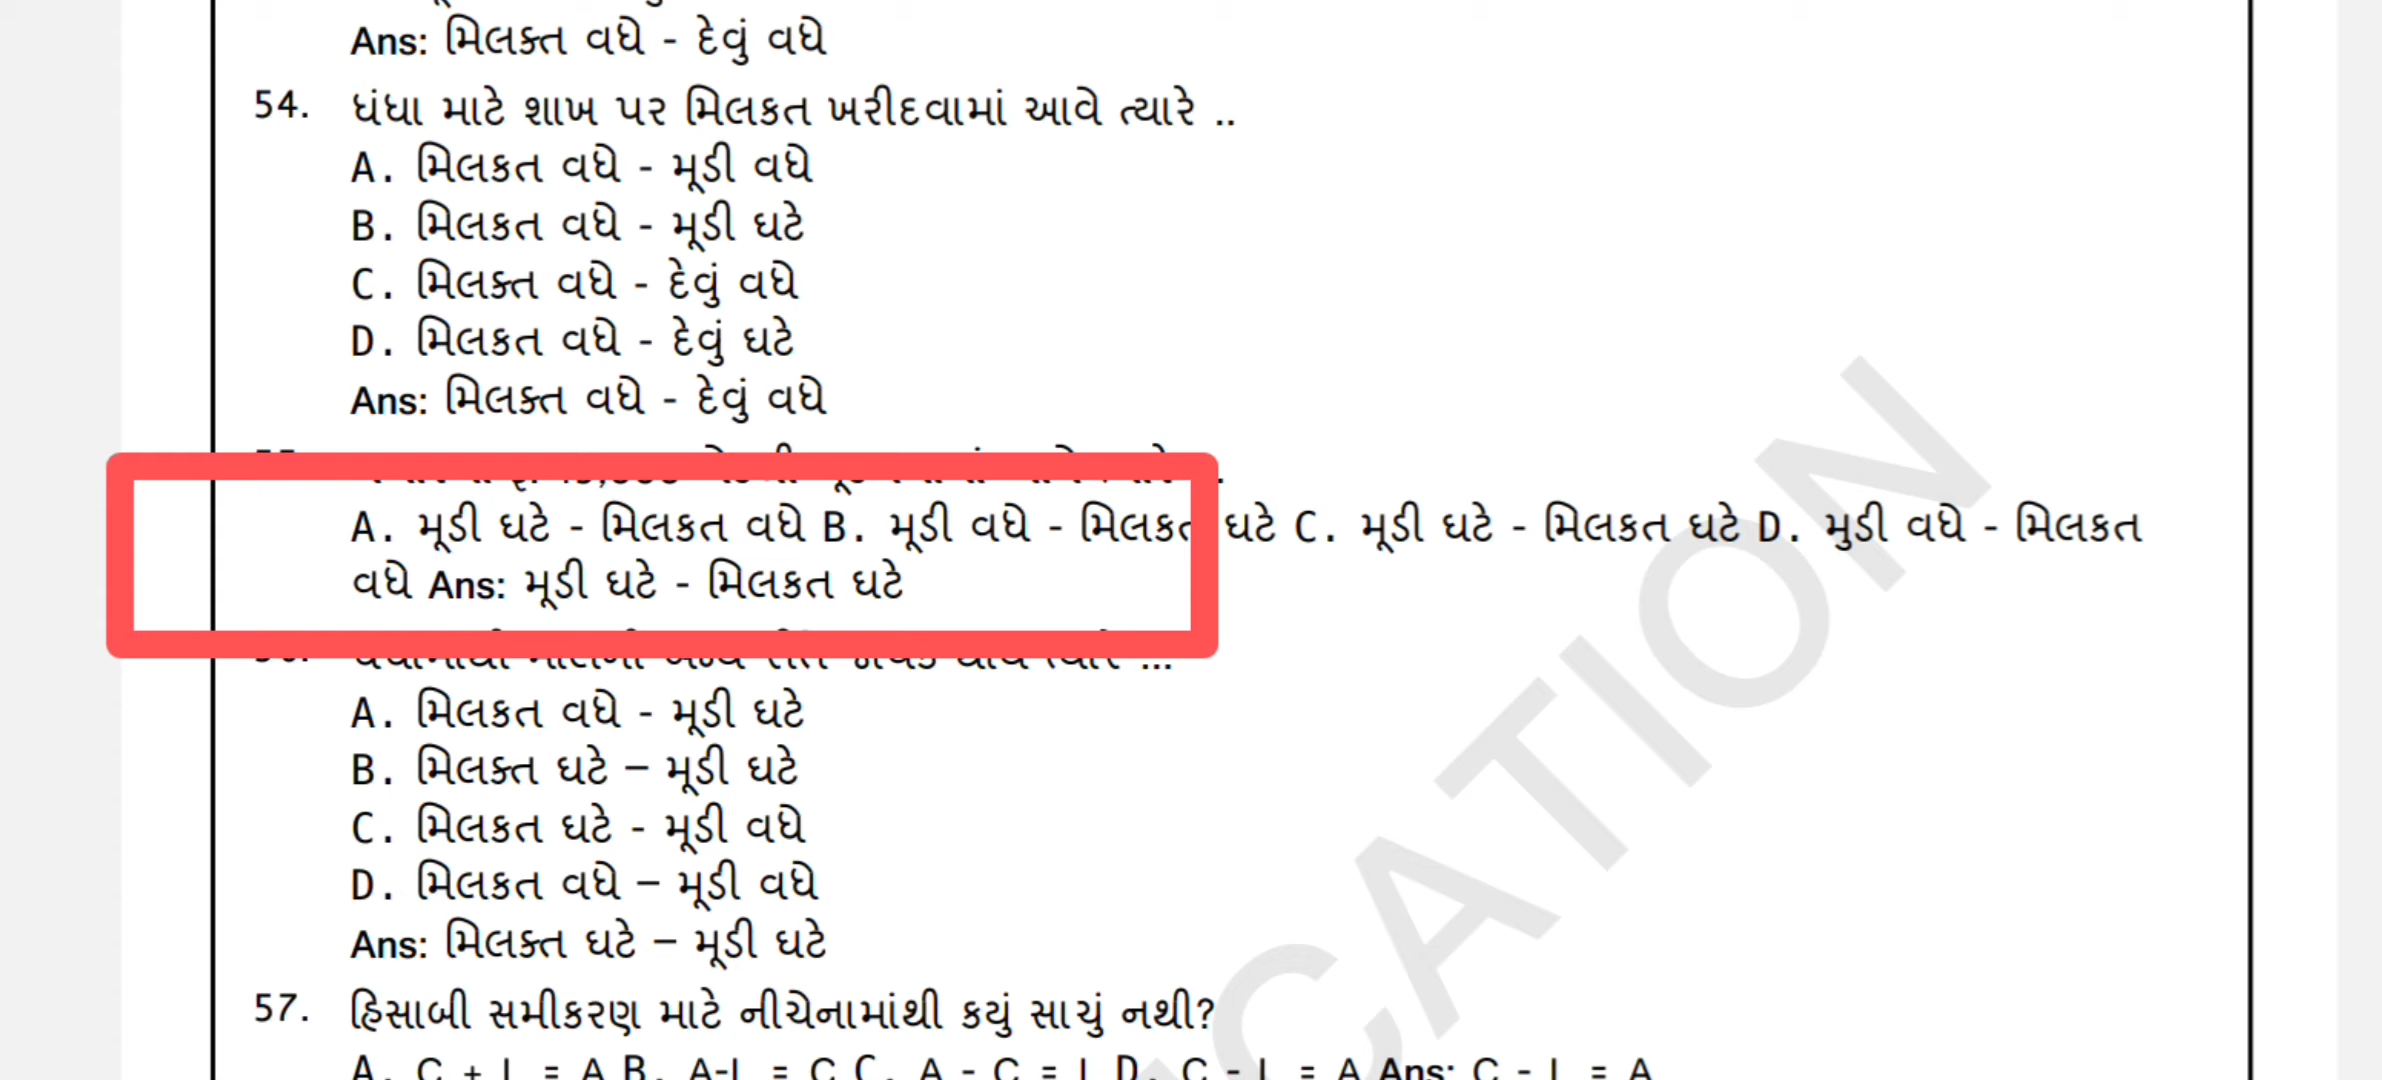 Ans: મિલક્ત વધે - દેવું વધે
54. ધંધા માટે શાખ પર મિલકત ખરીદવામાં આવે ત્યારે ..
A. મિલકત વધે - મૂડી વધે
B. મિલકત વધે - મૂડી ઘટે
C. મિલક્ત વધે - દેવું વધે
D. મિલકત વધે - દેવું ઘટે
Ans: મિલક્ત વધે - દેવું વધે
A. મૂડી ઘટે - મિલકત વધે B. મૂડી વધે - મિલકત ઘટે C. મૂડી ઘટે - મિલકત ઘટે D. મુડી વધે - મિલકત
વધે Ans: મૂડી ઘટે - મિલકત ઘટે
A. મિલકત વધે - મૂડી ઘટે
B. મિલક્ત ઘટે – મૂડી ઘટે
C. મિલકત ઘટે - મૂડી વધે
D. મિલકત વધે – મૂડી વધે
Ans: મિલક્ત ઘટે – મૂડી ઘટે
57. હિસાબી સમીકરણ માટે નીચેનામાંથી કયું સાચું નથી?
A. C + L = A B. A-L = C C. A - C = L D. C - L = A Ans: C - L = A
CATION